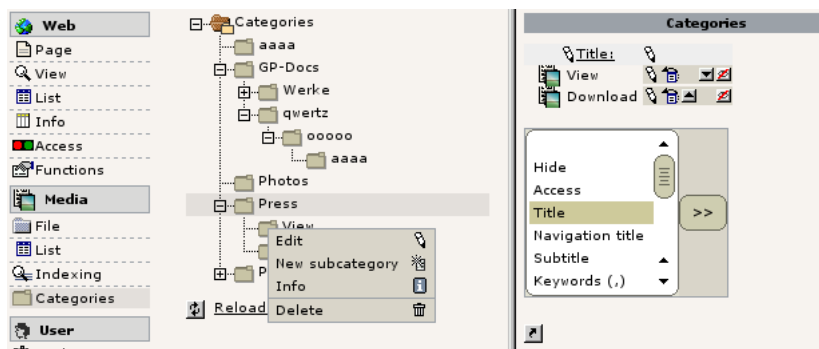 Web
Page
View
List
Info
Access
Functions
Media
File
List
Indexing
Categories
User
Categories
aaaa
GP-Docs
Werke
qwertz
ooooo
aaaa
Photos
Press
View
P
Reload
Edit
New subcategory
Info
Delete
Categories
Title:
View
Download
Hide
Access
Title
Navigation title
Subtitle
Keywords (,)
>>